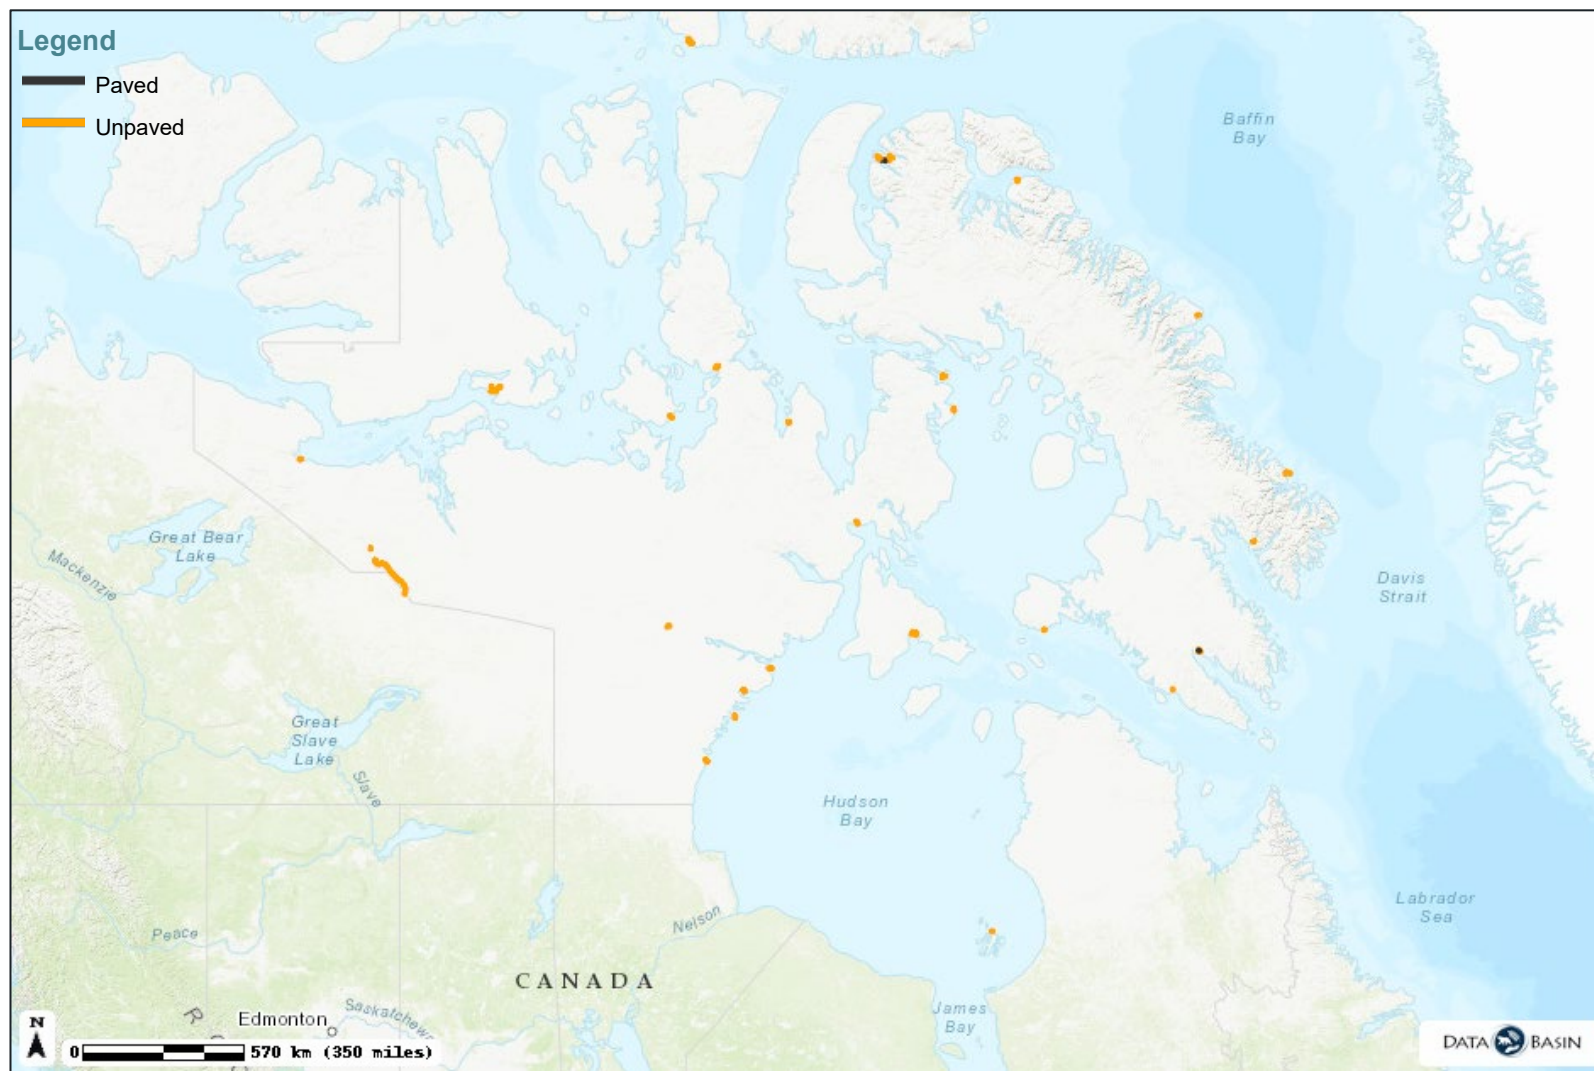 Legend
Paved
Unpaved
Baffin
Bay
Great Bear
Lake
Mackenzie
Davis
Strait
Great
Slave
Lake
Slave
Hudson
Bay
Labrador
Sea
Peace
Nelson
CANADA
James
Bay
Edmonton
N
0 570 km (350 miles)
DATA BASIN